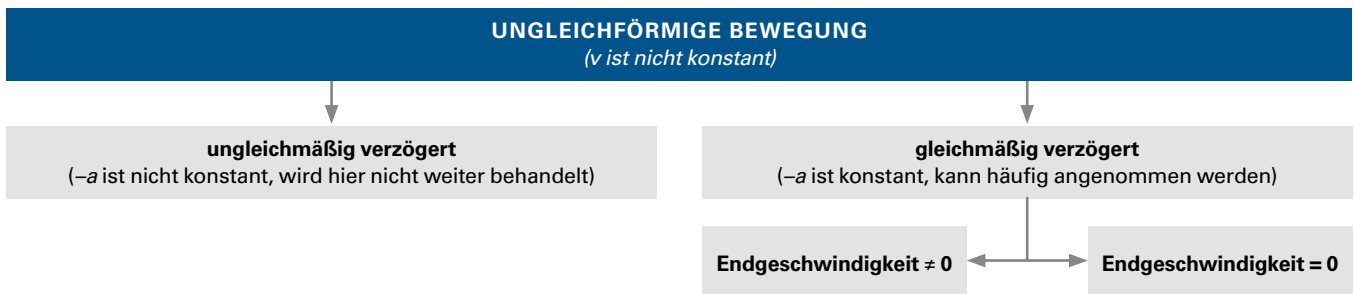 UNGLEICHFÖRMIGE BEWEGUNG
(v ist nicht konstant)
ungleichmäßig verzögert
(–a ist nicht konstant, wird hier nicht weiter behandelt)
gleichmäßig verzögert
(–a ist konstant, kann häufig angenommen werden)
Endgeschwindigkeit ≠ 0
Endgeschwindigkeit = 0